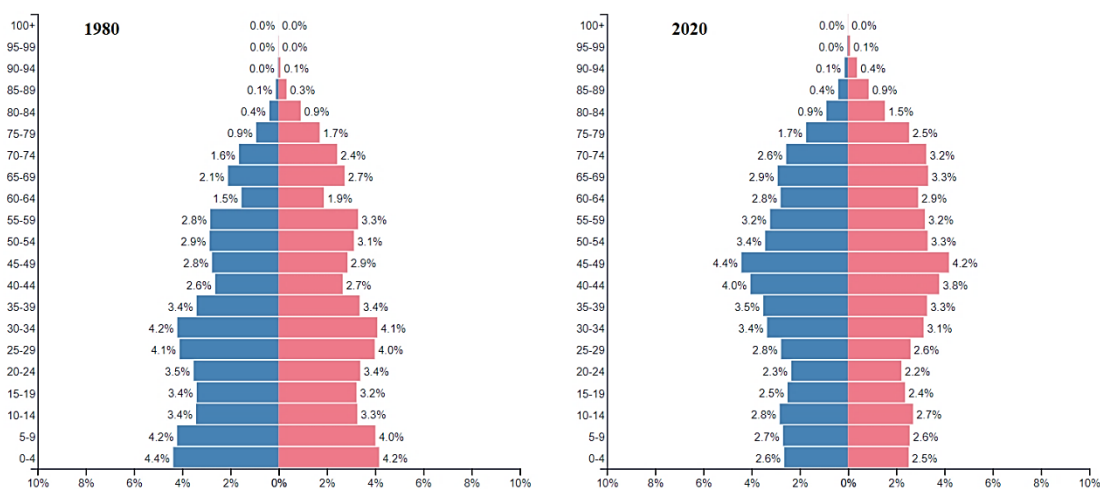 1980
100+ 0.0% 0.0%
95-99 0.0% 0.0%
90-94 0.0% 0.1%
85-89 0.1% 0.3%
80-84 0.4% 0.9%
75-79 0.9% 1.7%
70-74 1.6% 2.4%
65-69 2.1% 2.7%
60-64 1.5% 1.9%
55-59 2.8% 3.3%
50-54 2.9% 3.1%
45-49 2.8% 2.9%
40-44 2.6% 2.7%
35-39 3.4% 3.4%
30-34 4.2% 4.1%
25-29 4.1% 4.0%
20-24 3.5% 3.4%
15-19 3.4% 3.2%
10-14 3.4% 3.3%
5-9 4.2% 4.0%
0-4 4.4% 4.2%
10% 8% 6% 4% 2% 0% 2% 4% 6% 8% 10%
2020
100+ 0.0% 0.0%
95-99 0.0% 0.1%
90-94 0.1% 0.4%
85-89 0.4% 0.9%
80-84 0.9% 1.5%
75-79 1.7% 2.5%
70-74 2.6% 3.2%
65-69 2.9% 3.3%
60-64 2.8% 2.9%
55-59 3.2% 3.2%
50-54 3.4% 3.3%
45-49 4.4% 4.2%
40-44 4.0% 3.8%
35-39 3.5% 3.3%
30-34 3.4% 3.1%
25-29 2.8% 2.6%
20-24 2.3% 2.2%
15-19 2.5% 2.4%
10-14 2.8% 2.7%
5-9 2.7% 2.6%
0-4 2.6% 2.5%
10% 8% 6% 4% 2% 0% 2% 4% 6% 8% 10%